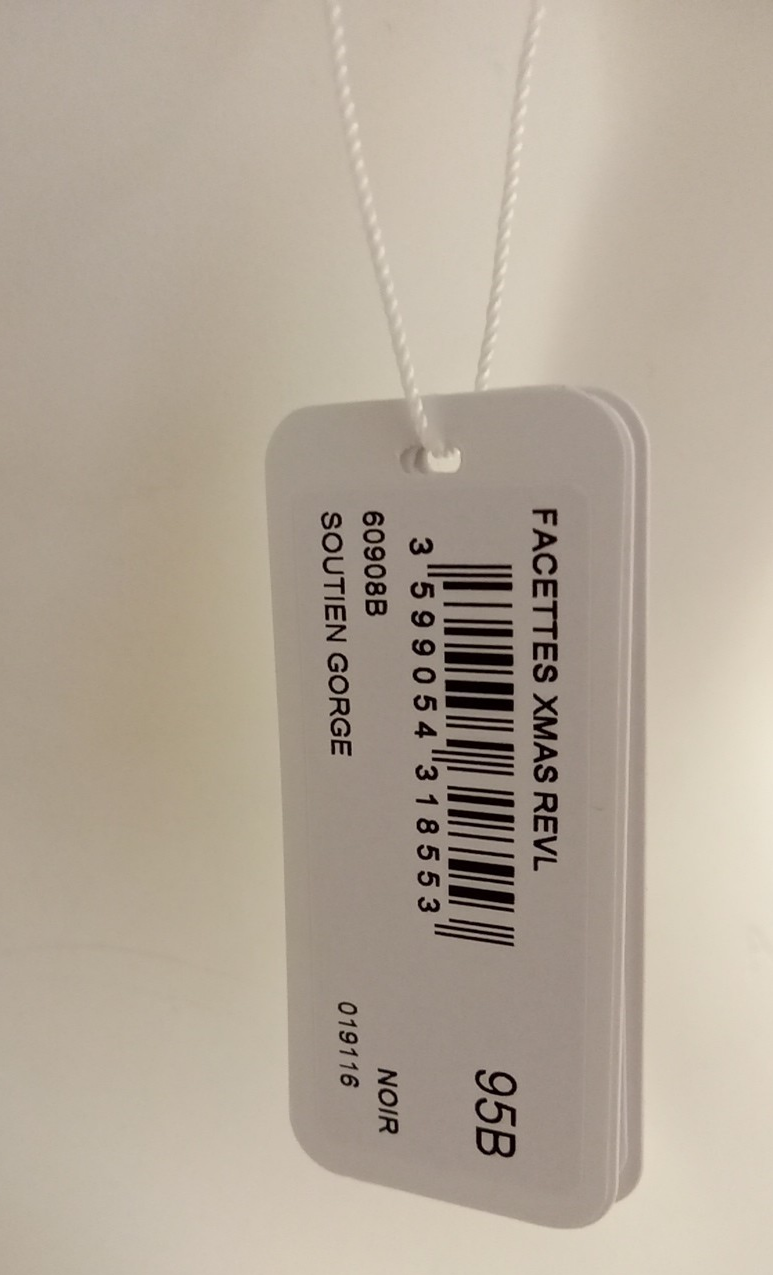 FACETTES XMAS REVL
3 599054 318553
95B
60908B
NOIR
SOUTIEN GORGE
019116